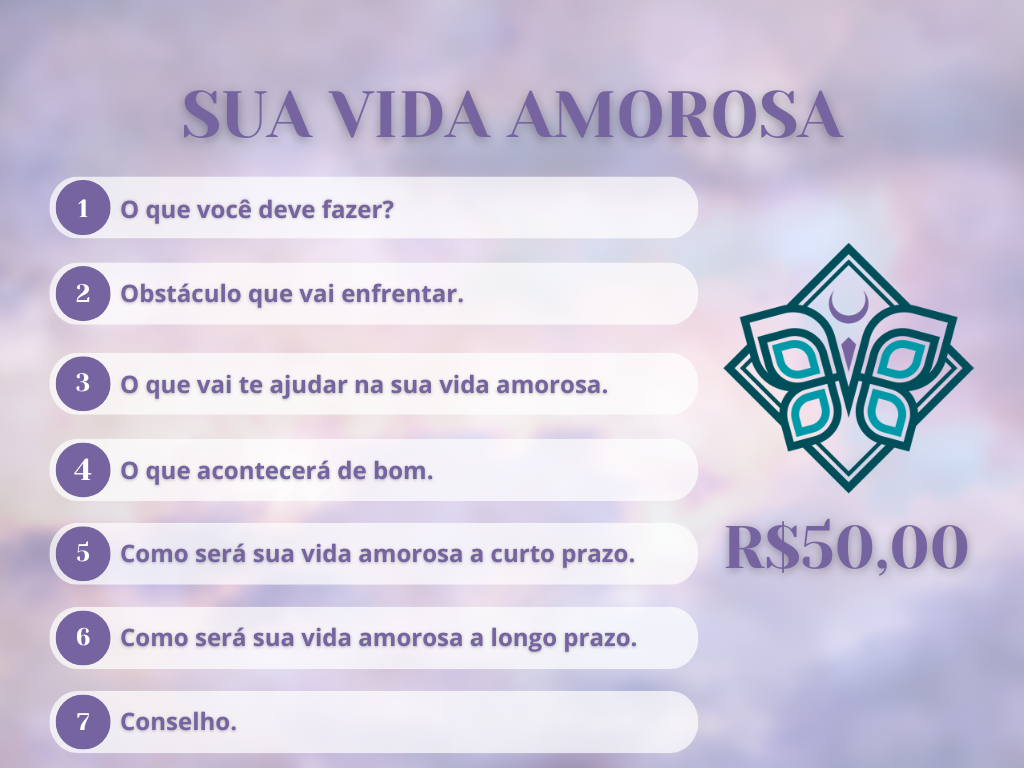 SUA VIDA AMOROSA
1 O que você deve fazer?
2 Obstáculo que vai enfrentar.
3 O que vai te ajudar na sua vida amorosa.
4 O que acontecerá de bom.
5 Como será sua vida amorosa a curto prazo.
6 Como será sua vida amorosa a longo prazo.
7 Conselho.
R$50,00